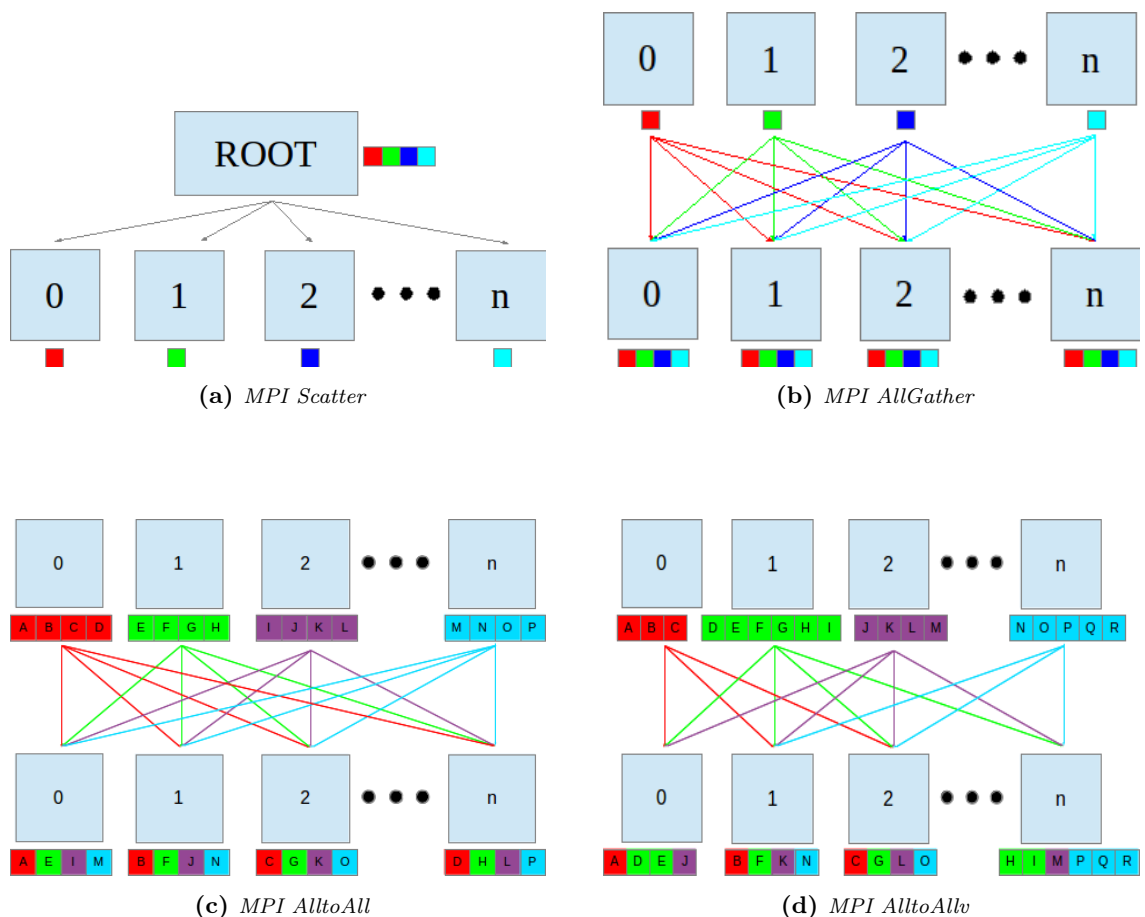 ROOT
0 1 2 n
(a) MPI Scatter
0 1 2 n
0 1 2 n
(b) MPI AllGather
0 1 2 n
A B C D E F G H I J K L M N O P
0 1 2 n
A E I M B F J N C G K O D H L P
(c) MPI AlltoAll
0 1 2 n
A B C D E F G H I J K L M N O P Q R
0 1 2 n
A D E J B F K N C G L O H I M P Q R
(d) MPI AlltoAllv